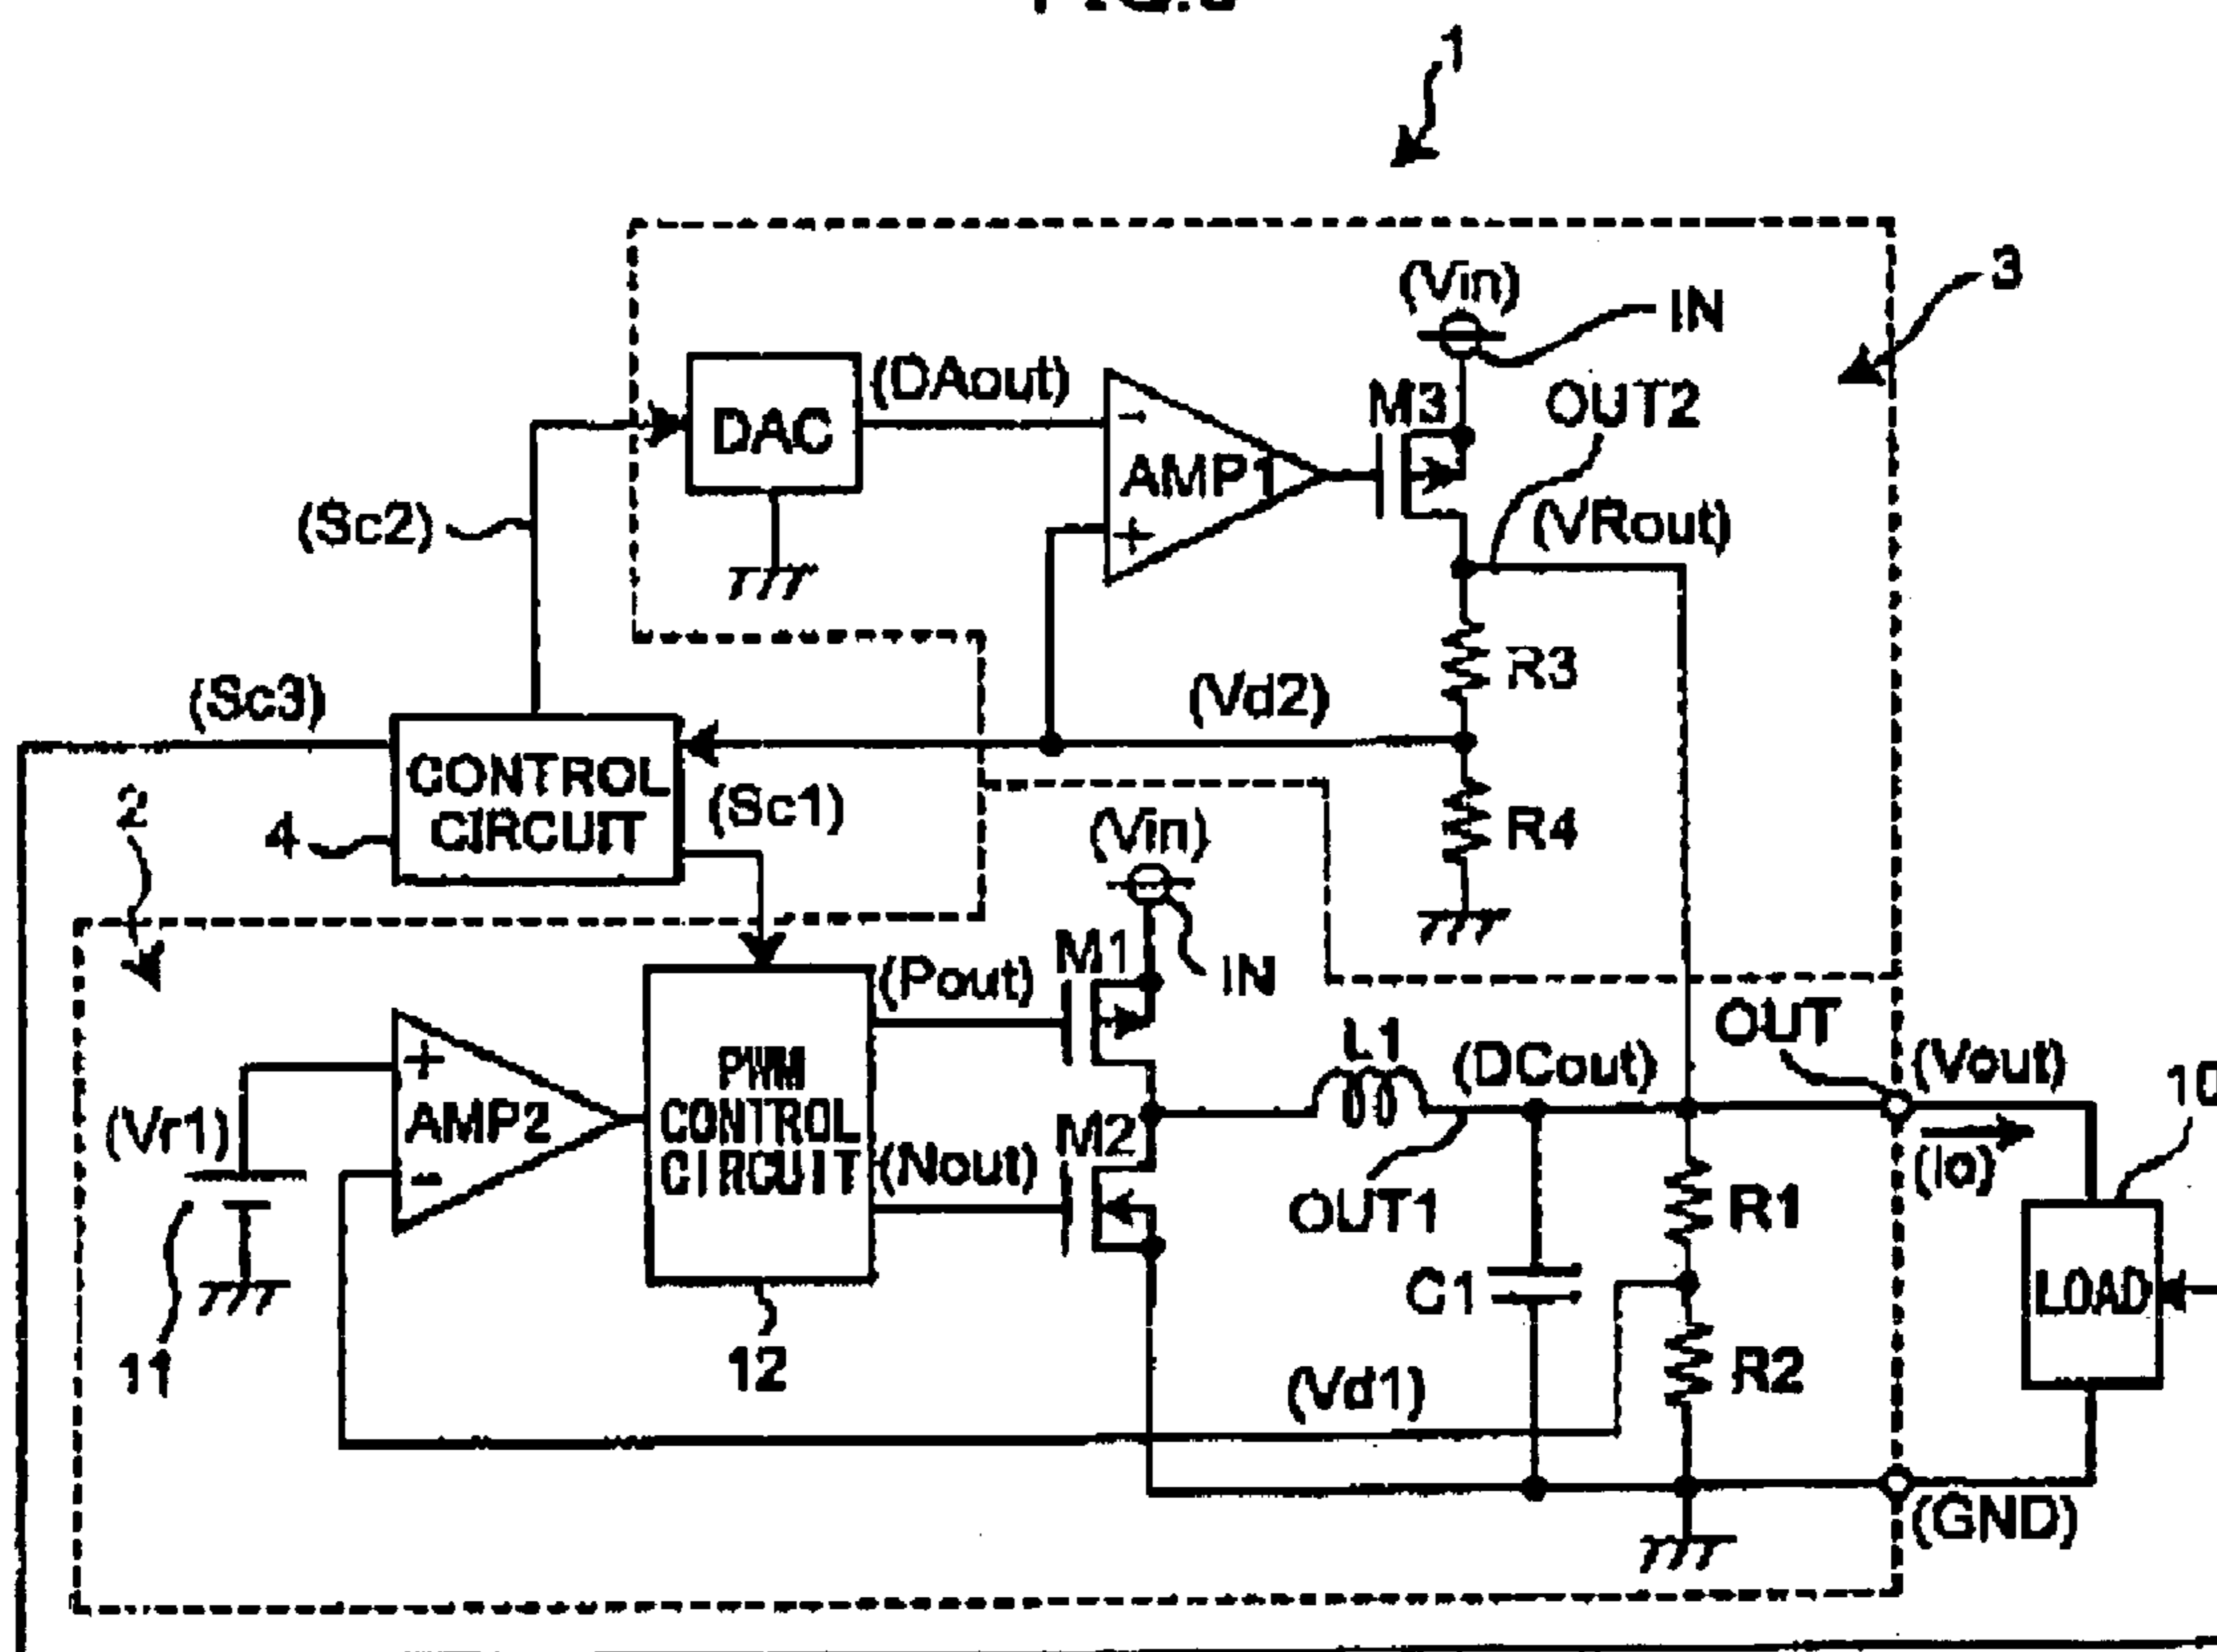 1
3
(Vin)
IN
(DAout)
M3
OUT2
DAC
-
AMP1
+
(Sc2)
(VRout)
R3
(Sc3)
(Vd2)
CONTROL
CIRCUIT
(Sc1)
2
4
(Vin)
R4
M1
(Pout)
IN
OUT
+
PWM
CONTROL
CIRCUIT
L1
(DCout)
(Vout)
10
(Vr1)
AMP2
M2
-
(Nout)
(Io)
OUT1
R1
C1
LOAD
11
12
(Vd1)
R2
(GND)